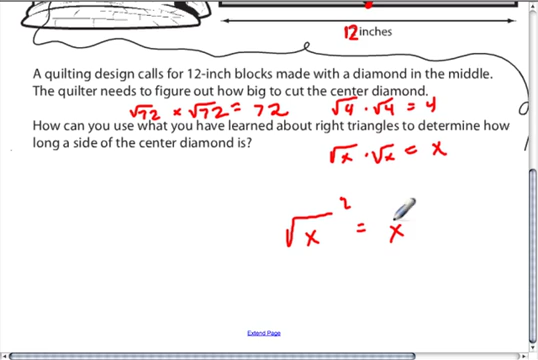 12 inches
A quilting design calls for 12-inch blocks made with a diamond in the middle.
The quilter needs to figure out how big to cut the center diamond.
√72 × √72 = 72 √4 · √4 = 4
How can you use what you have learned about right triangles to determine how
long a side of the center diamond is?
√x · √x = x
√x ² = x
Extend Page